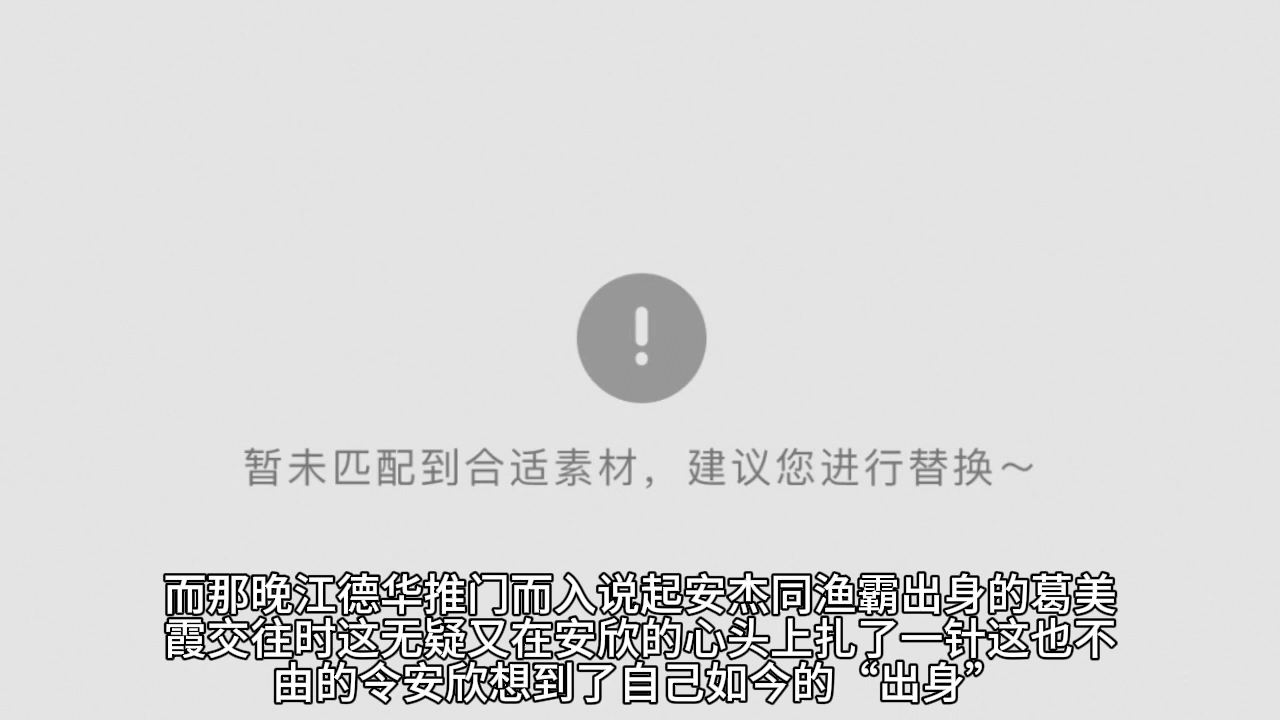 暂未匹配到合适素材，建议您进行替换～
而那晚江德华推门而入说起安杰同渔霸出身的葛美
霞交往时这无疑又在安欣的心头上扎了一针这也不
由的令安欣想到了自己如今的“出身”